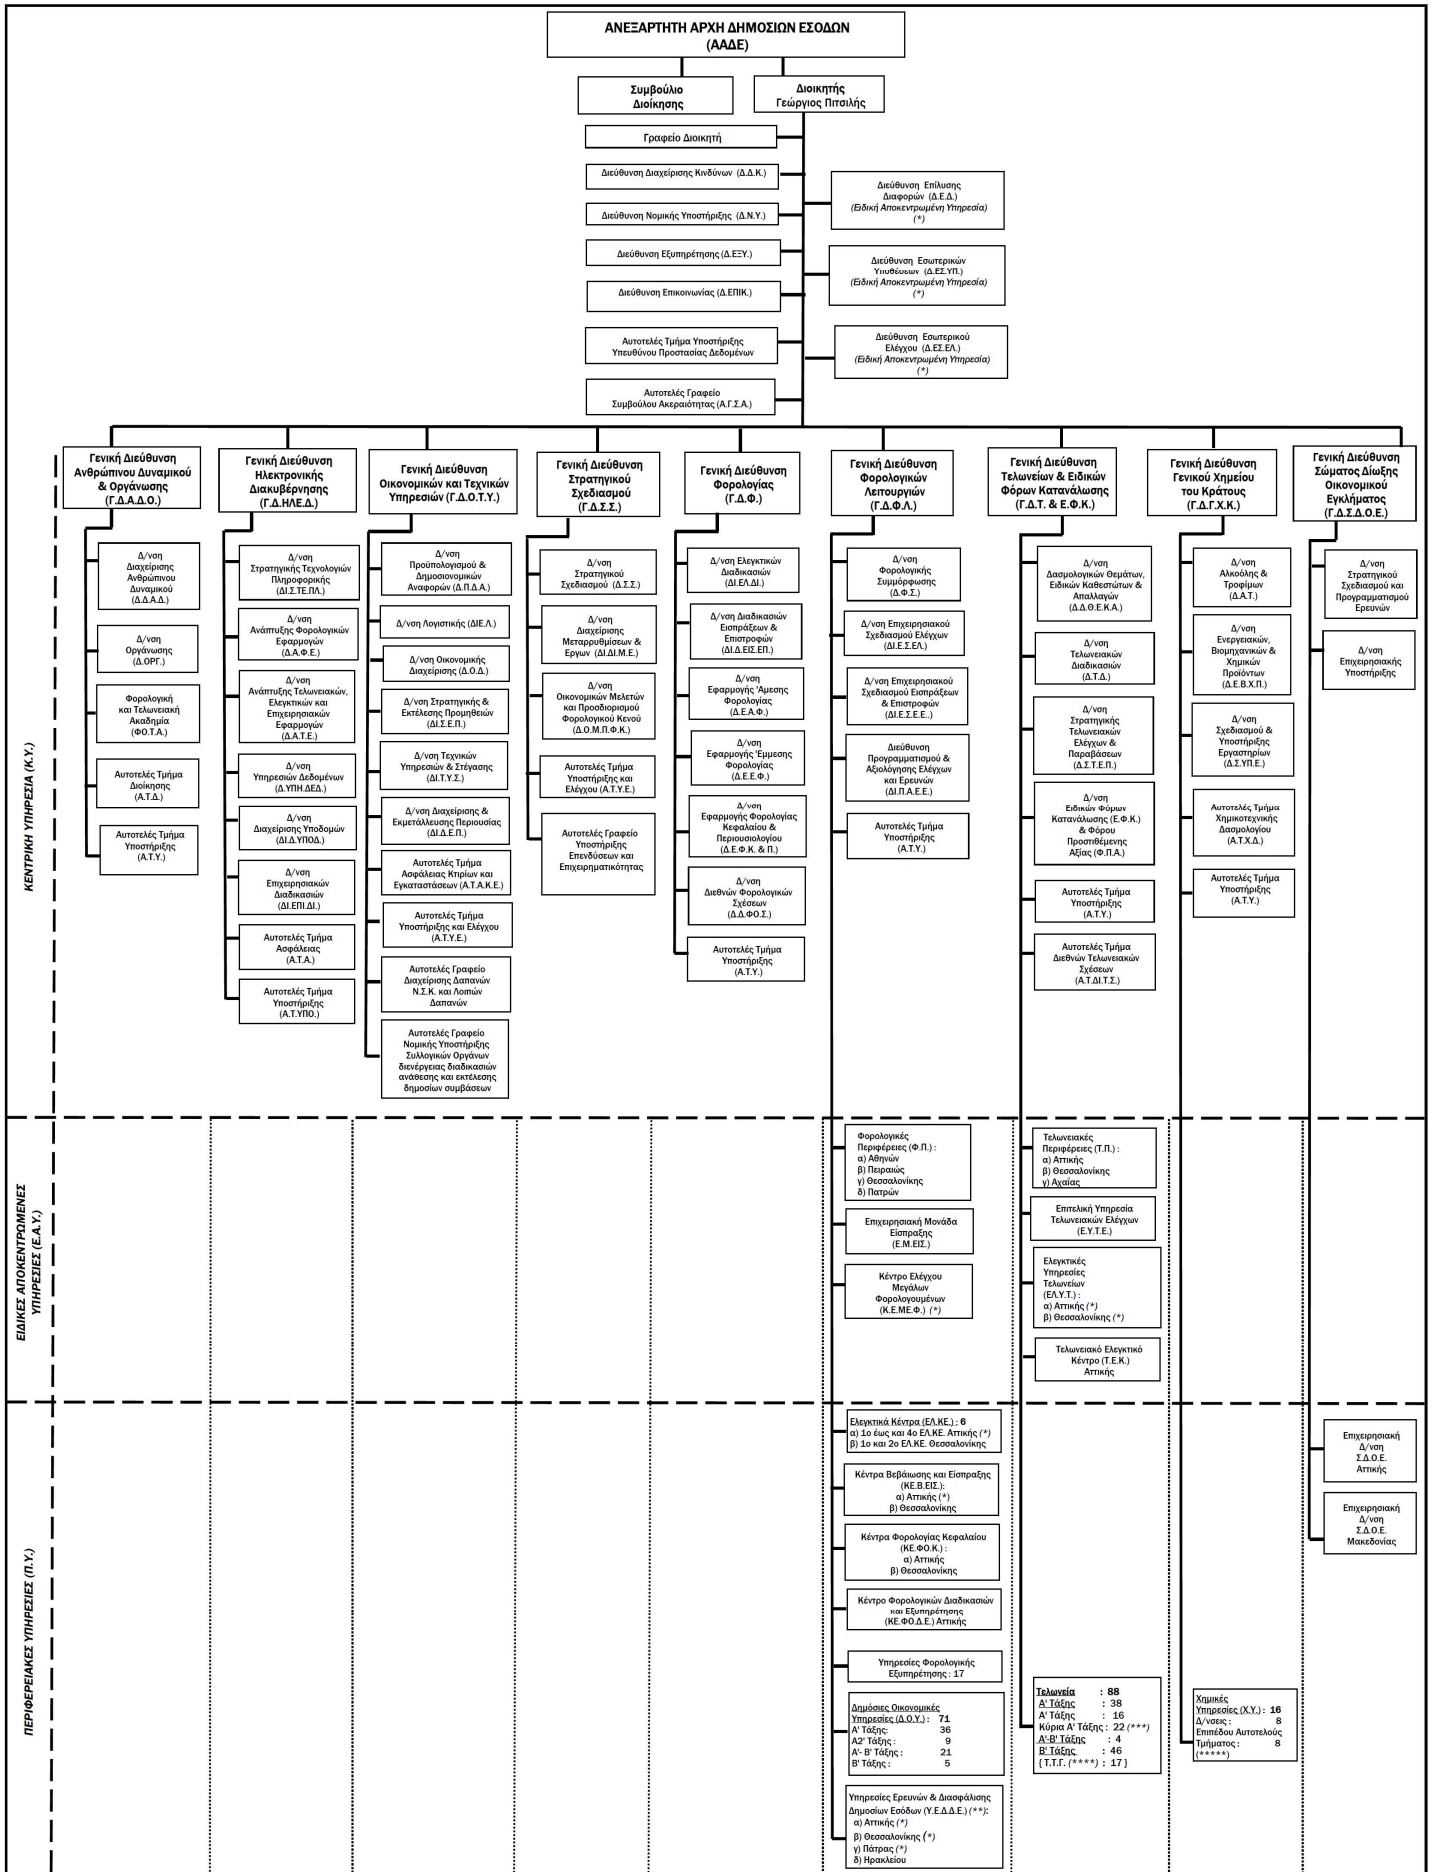 ΑΝΕΞΑΡΤΗΤΗ ΑΡΧΗ ΔΗΜΟΣΙΩΝ ΕΣΟΔΩΝ
(ΑΑΔΕ)
Συμβούλιο
Διοίκησης
Διοικητής
Γεώργιος Πιτσιλής
Γραφείο Διοικητή
Διεύθυνση Διαχείρισης Κινδύνων (Δ.Δ.Κ.)
Διεύθυνση Νομικής Υποστήριξης (Δ.Ν.Υ.)
Διεύθυνση Εξυπηρέτησης (Δ.ΕΞΥ.)
Διεύθυνση Επικοινωνίας (Δ.ΕΠΙΚ.)
Αυτοτελές Τμήμα Υποστήριξης
Υπευθύνου Προστασίας Δεδομένων
Αυτοτελές Γραφείο
Συμβούλου Ακεραιότητας (Α.Γ.Σ.Α.)
Διεύθυνση Επίλυσης
Διαφορών (Δ.Ε.Δ.)
(Ειδική Αποκεντρωμένη Υπηρεσία)
(*)
Διεύθυνση Εσωτερικών
Υποθέσεων (Δ.ΕΣ.ΥΠ.)
(Ειδική Αποκεντρωμένη Υπηρεσία)
(*)
Διεύθυνση Εσωτερικού
Ελέγχου (Δ.ΕΣ.ΕΛ.)
(Ειδική Αποκεντρωμένη Υπηρεσία)
(*)
ΚΕΝΤΡΙΚΗ ΥΠΗΡΕΣΙΑ (Κ.Υ.)
Γενική Διεύθυνση
Ανθρώπινου Δυναμικού
& Οργάνωσης
(Γ.Δ.Α.Δ.Ο.)
Δ/νση
Διαχείρισης
Ανθρώπινου
Δυναμικού
(Δ.Δ.Α.Δ.)
Δ/νση
Οργάνωσης
(Δ.ΟΡΓ.)
Φορολογική
και Τελωνειακή
Ακαδημία
(ΦΟ.Τ.Α.)
Αυτοτελές Τμήμα
Διοίκησης
(Α.Τ.Δ.)
Αυτοτελές Τμήμα
Υποστήριξης
(Α.Τ.Υ.)
Γενική Διεύθυνση
Ηλεκτρονικής
Διακυβέρνησης
(Γ.Δ.ΗΛΕ.Δ.)
Δ/νση
Στρατηγικής Τεχνολογιών
Πληροφορικής
(ΔΙ.Σ.ΤΕ.ΠΛ.)
Δ/νση
Ανάπτυξης Φορολογικών
Εφαρμογών
(Δ.Α.Φ.Ε.)
Δ/νση
Ανάπτυξης Τελωνειακών,
Ελεγκτικών και
Επιχειρησιακών
Εφαρμογών
(Δ.Α.Τ.Ε.)
Δ/νση
Υπηρεσιών Δεδομένων
(Δ.ΥΠΗ.ΔΕΔ.)
Δ/νση
Διαχείρισης Υποδομών
(ΔΙ.Δ.ΥΠΟΔ.)
Δ/νση
Επιχειρησιακών
Διαδικασιών
(ΔΙ.ΕΠΙ.ΔΙ.)
Αυτοτελές Τμήμα
Ασφάλειας
(Α.Τ.Α.)
Αυτοτελές Τμήμα
Υποστήριξης
(Α.Τ.ΥΠΟ.)
Γενική Διεύθυνση
Οικονομικών και Τεχνικών
Υπηρεσιών (Γ.Δ.Ο.Τ.Υ.)
Δ/νση
Προϋπολογισμού &
Δημοσιονομικών
Αναφορών (Δ.Π.Δ.Α.)
Δ/νση Λογιστικής (ΔΙΕ.Λ.)
Δ/νση Οικονομικής
Διαχείρισης (Δ.Ο.Δ.)
Δ/νση Στρατηγικής &
Εκτέλεσης Προμηθειών
(ΔΙ.Σ.Ε.Π.)
Δ/νση Τεχνικών
Υπηρεσιών & Στέγασης
(ΔΙ.Τ.Υ.Σ.)
Δ/νση Διαχείρισης &
Εκμετάλλευσης Περιουσίας
(ΔΙ.Δ.Ε.Π.)
Αυτοτελές Τμήμα
Ασφάλειας Κτιρίων και
Εγκαταστάσεων (Α.Τ.Α.Κ.Ε.)
Αυτοτελές Τμήμα
Υποστήριξης και Ελέγχου
(Α.Τ.Υ.Ε.)
Αυτοτελές Γραφείο
Διαχείρισης Δαπανών
Ν.Σ.Κ. και Λοιπών
Δαπανών
Αυτοτελές Γραφείο
Νομικής Υποστήριξης
Συλλογικών Οργάνων
διενέργειας διαδικασιών
ανάθεσης και εκτέλεσης
δημοσίων συμβάσεων
Γενική Διεύθυνση
Στρατηγικού
Σχεδιασμού
(Γ.Δ.Σ.Σ.)
Δ/νση
Στρατηγικού
Σχεδιασμού (Δ.Σ.Σ.)
Δ/νση
Διαχείρισης
Μεταρρυθμίσεων &
Εργων (ΔΙ.ΔΙ.Μ.Ε.)
Δ/νση
Οικονομικών Μελετών
και Προσδιορισμού
Φορολογικού Κενού
(Δ.Ο.Μ.Π.Φ.Κ.)
Αυτοτελές Τμήμα
Υποστήριξης και
Ελέγχου (Α.Τ.Υ.Ε.)
Αυτοτελές Γραφείο
Υποστήριξης
Επενδύσεων και
Επιχειρηματικότητας
Γενική Διεύθυνση
Φορολογίας
(Γ.Δ.Φ.)
Δ/νση Ελεγκτικών
Διαδικασιών
(ΔΙ.ΕΛ.ΔΙ.)
Δ/νση Διαδικασιών
Εισπράξεων &
Επιστροφών
(ΔΙ.Δ.ΕΙΣ.ΕΠ.)
Δ/νση
Εφαρμογής 'Αμεσης
Φορολογίας
(Δ.Ε.Α.Φ.)
Δ/νση
Εφαρμογής 'Εμμεσης
Φορολογίας
(Δ.Ε.Ε.Φ.)
Δ/νση
Εφαρμογής Φορολογίας
Κεφαλαίου &
Περιουσιολογίου
(Δ.Ε.Φ.Κ. & Π.)
Δ/νση
Διεθνών Φορολογικών
Σχέσεων
(Δ.Δ.ΦΟ.Σ.)
Αυτοτελές Τμήμα
Υποστήριξης
(Α.Τ.Υ.)
Γενική Διεύθυνση
Φορολογικών
Λειτουργιών
(Γ.Δ.Φ.Λ.)
Δ/νση
Φορολογικής
Συμμόρφωσης
(Δ.Φ.Σ.)
Δ/νση Επιχειρησιακού
Σχεδιασμού Ελέγχων
(ΔΙ.Ε.Σ.ΕΛ.)
Δ/νση Επιχειρησιακού
Σχεδιασμού Εισπράξεων
& Επιστροφών
(ΔΙ.Ε.Σ.Ε.Ε..)
Διεύθυνση
Προγραμματισμού &
Αξιολόγησης Ελέγχων
και Ερευνών
(ΔΙ.Π.Α.Ε.Ε.)
Αυτοτελές Τμήμα
Υποστήριξης
(Α.Τ.Υ.)
Γενική Διεύθυνση
Τελωνείων & Ειδικών
Φόρων Κατανάλωσης
(Γ.Δ.Τ. & Ε.Φ.Κ.)
Δ/νση
Δασμολογικών Θεμάτων,
Ειδικών Καθεστώτων &
Απαλλαγών
(Δ.Δ.Θ.Ε.Κ.Α.)
Δ/νση
Τελωνειακών
Διαδικασιών
(Δ.Τ.Δ.)
Δ/νση
Στρατηγικής
Τελωνειακών
Ελέγχων &
Παραβάσεων
(Δ.Σ.Τ.Ε.Π.)
Δ/νση
Ειδικών Φόρων
Κατανάλωσης (Ε.Φ.Κ.)
& Φόρου
Προστιθέμενης
Αξίας (Φ.Π.Α.)
Αυτοτελές Τμήμα
Υποστήριξης
(Α.Τ.Υ.)
Αυτοτελές Τμήμα
Διεθνών Τελωνειακών
Σχέσεων
(Α.Τ.ΔΙ.Τ.Σ.)
Γενική Διεύθυνση
Γενικού Χημείου
του Κράτους
(Γ.Δ.Γ.Χ.Κ.)
Δ/νση
Αλκοόλης &
Τροφίμων
(Δ.Α.Τ.)
Δ/νση
Ενεργειακών,
Βιομηχανικών &
Χημικών
Προϊόντων
(Δ.Ε.Β.Χ.Π.)
Δ/νση
Σχεδιασμού &
Υποστήριξης
Εργαστηρίων
(Δ.Σ.ΥΠ.Ε.)
Αυτοτελές Τμήμα
Χημικοτεχνικής
Δασμολογίου
(Α.Τ.Χ.Δ.)
Αυτοτελές Τμήμα
Υποστήριξης
(Α.Τ.Υ.)
Γενική Διεύθυνση
Σώματος Δίωξης
Οικονομικού
Εγκλήματος
(Γ.Δ.Σ.Δ.Ο.Ε.)
Δ/νση
Στρατηγικού
Σχεδιασμού και
Προγραμματισμού
Ερευνών
Δ/νση
Επιχειρησιακής
Υποστήριξης
ΕΙΔΙΚΕΣ ΑΠΟΚΕΝΤΡΩΜΕΝΕΣ
ΥΠΗΡΕΣΙΕΣ (Ε.Α.Υ.)
Φορολογικές
Περιφέρειες (Φ.Π.) :
α) Αθηνών
β) Πειραιώς
γ) Θεσσαλονίκης
δ) Πατρών
Επιχειρησιακή Μονάδα
Είσπραξης
(Ε.Μ.ΕΙΣ.)
Κέντρο Ελέγχου
Μεγάλων
Φορολογουμένων
(Κ.Ε.ΜΕ.Φ.) (*)
Τελωνειακές
Περιφέρειες (Τ.Π.) :
α) Αττικής
β) Θεσσαλονίκης
γ) Αχαΐας
Επιτελική Υπηρεσία
Τελωνειακών Ελέγχων
(Ε.Υ.Τ.Ε.)
Ελεγκτικές
Υπηρεσίες
Τελωνείων
(ΕΛ.Υ.Τ.) :
α) Αττικής (*)
β) Θεσσαλονίκης (*)
Τελωνειακό Ελεγκτικό
Κέντρο (Τ.Ε.Κ.)
Αττικής
ΠΕΡΙΦΕΡΕΙΑΚΕΣ ΥΠΗΡΕΣΙΕΣ (Π.Υ.)
Ελεγκτικά Κέντρα (ΕΛ.ΚΕ.) : 6
α) 1ο έως και 4ο ΕΛ.ΚΕ. Αττικής (*)
β) 1ο και 2ο ΕΛ.ΚΕ. Θεσσαλονίκης
Κέντρα Βεβαίωσης και Είσπραξης
(ΚΕ.Β.ΕΙΣ.):
α) Αττικής (*)
β) Θεσσαλονίκης
Κέντρα Φορολογίας Κεφαλαίου
(ΚΕ.ΦΟ.Κ.) :
α) Αττικής
β) Θεσσαλονίκης
Κέντρο Φορολογικών Διαδικασιών
και Εξυπηρέτησης
(ΚΕ.ΦΟ.Δ.Ε.) Αττικής
Υπηρεσίες Φορολογικής
Εξυπηρέτησης : 17
Δημόσιες Οικονομικές
Υπηρεσίες (Δ.Ο.Υ.) : 71
Α' Τάξης: 36
Α2' Τάξης : 9
Α'- Β' Τάξης : 21
Β' Τάξης : 5
Υπηρεσίες Ερευνών & Διασφάλισης
Δημοσίων Εσόδων (Υ.Ε.Δ.Δ.Ε.) (**):
α) Αττικής (*)
β) Θεσσαλονίκης (*)
γ) Πάτρας (*)
δ) Ηρακλείου
Τελωνεία : 88
Α' Τάξης : 38
Α' Τάξης : 16
Κύρια Α' Τάξης : 22 (***)
Α'-Β' Τάξης : 4
Β' Τάξης : 46
{ Τ.Τ.Γ. (****) : 17 }
Χημικές
Υπηρεσίες (Χ.Υ.) : 16
Δ/νσεις : 8
Επιπέδου Αυτοτελούς
Τμήματος : 8
(*****)
Επιχειρησιακή
Δ/νση
Σ.Δ.Ο.Ε.
Αττικής
Επιχειρησιακή
Δ/νση
Σ.Δ.Ο.Ε.
Μακεδονίας